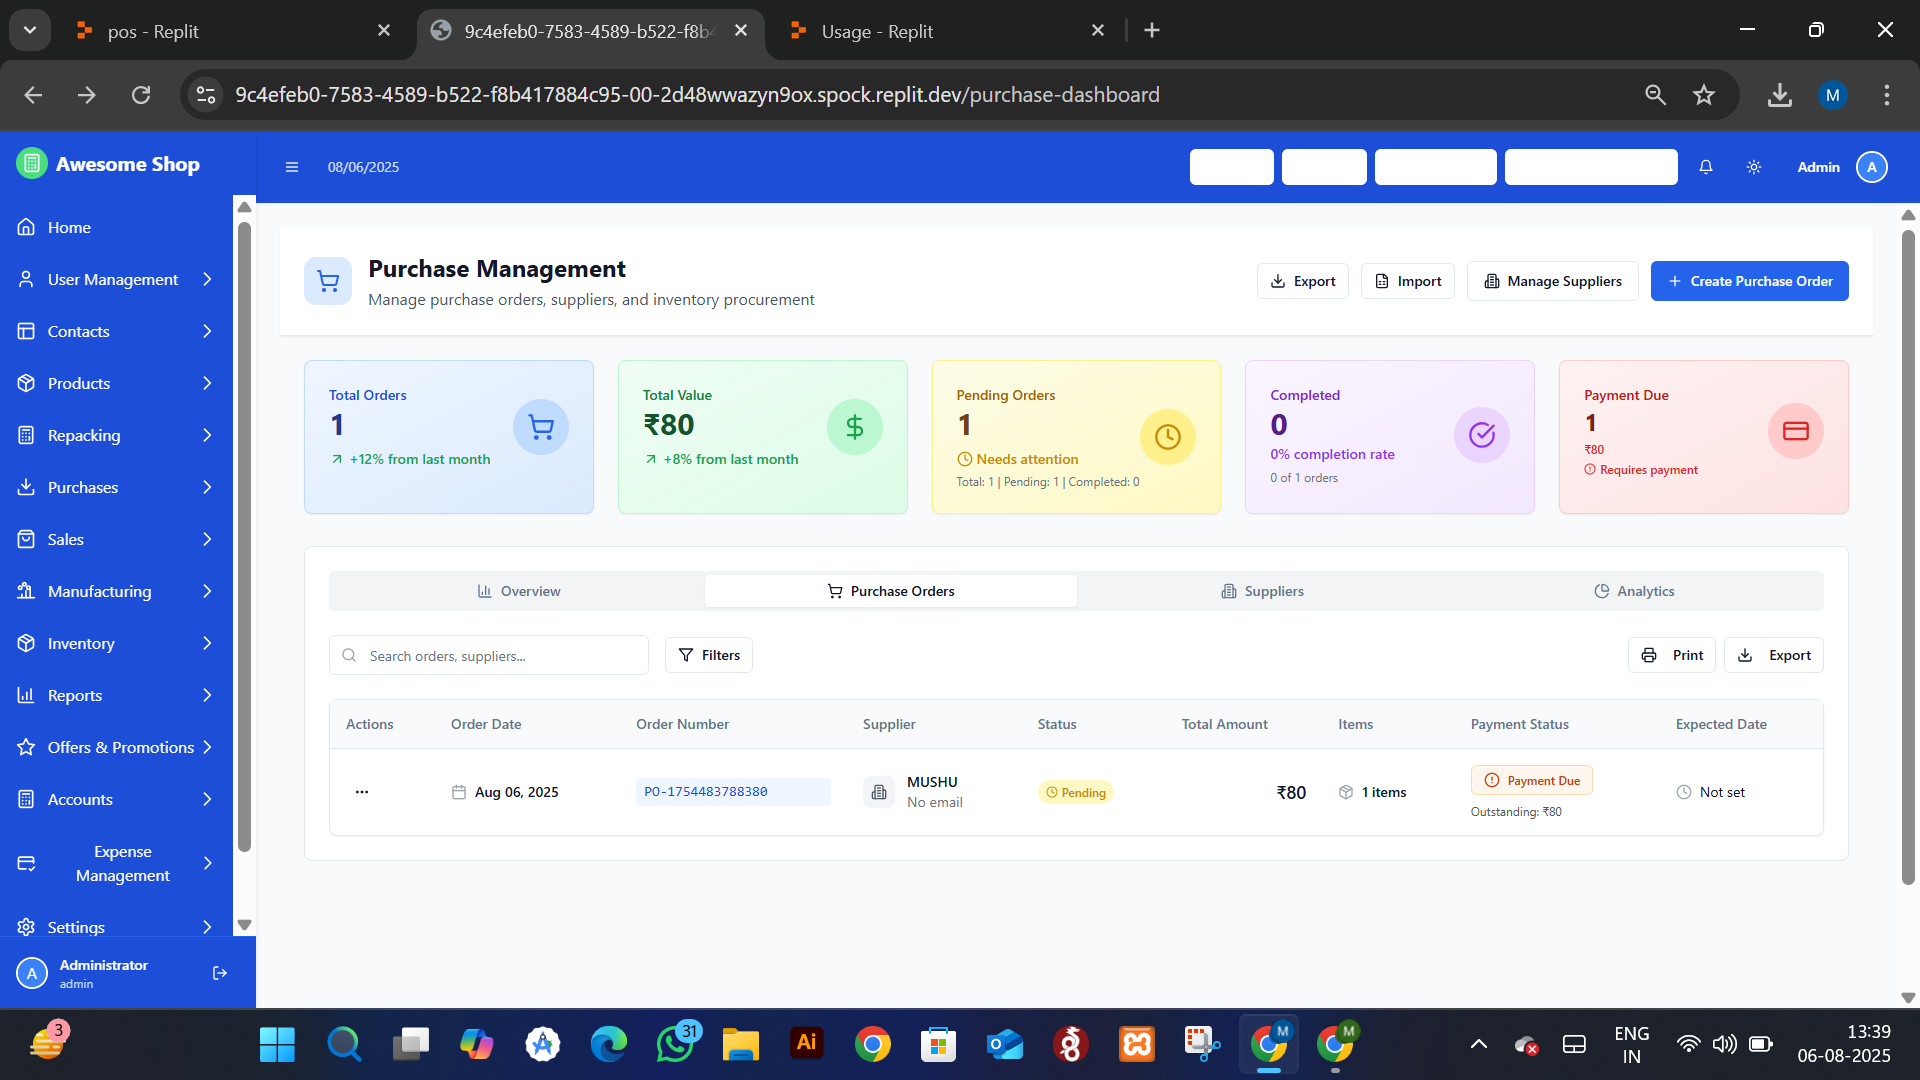 pos - Replit
9c4efeb0-7583-4589-b522-f8b4
Usage - Replit
9c4efeb0-7583-4589-b522-f8b417884c95-00-2d48wwazyn9ox.spock.replit.dev/purchase-dashboard
M
Awesome Shop
08/06/2025
Admin
A
Home
User Management
Contacts
Products
Repacking
Purchases
Sales
Manufacturing
Inventory
Reports
Offers & Promotions
Accounts
Expense
Management
Settings
A
Administrator
admin
Purchase Management
Manage purchase orders, suppliers, and inventory procurement
Export
Import
Manage Suppliers
Create Purchase Order
Total Orders
1
+12% from last month
Total Value
₹80
+8% from last month
Pending Orders
1
Needs attention
Total: 1 | Pending: 1 | Completed: 0
Completed
0
0% completion rate
0 of 1 orders
Payment Due
1
₹80
Requires payment
Overview
Purchase Orders
Suppliers
Analytics
Search orders, suppliers...
Filters
Print
Export
Actions Order Date Order Number Supplier Status Total Amount Items Payment Status Expected Date
... Aug 06, 2025 PO-1754483788380 MUSHU Pending ₹80 1 items Payment Due Not set
No email
Outstanding: ₹80
3
31
Ai
M
M
ENG
IN
13:39
06-08-2025